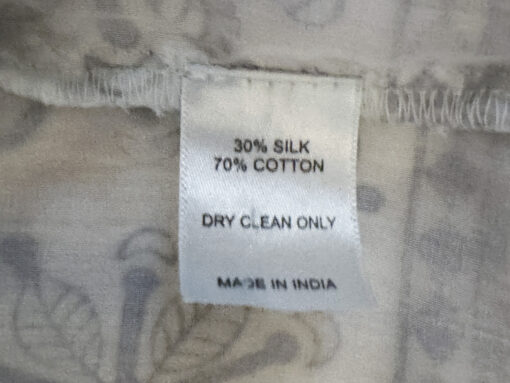 30% SILK
70% COTTON
DRY CLEAN ONLY
MADE IN INDIA